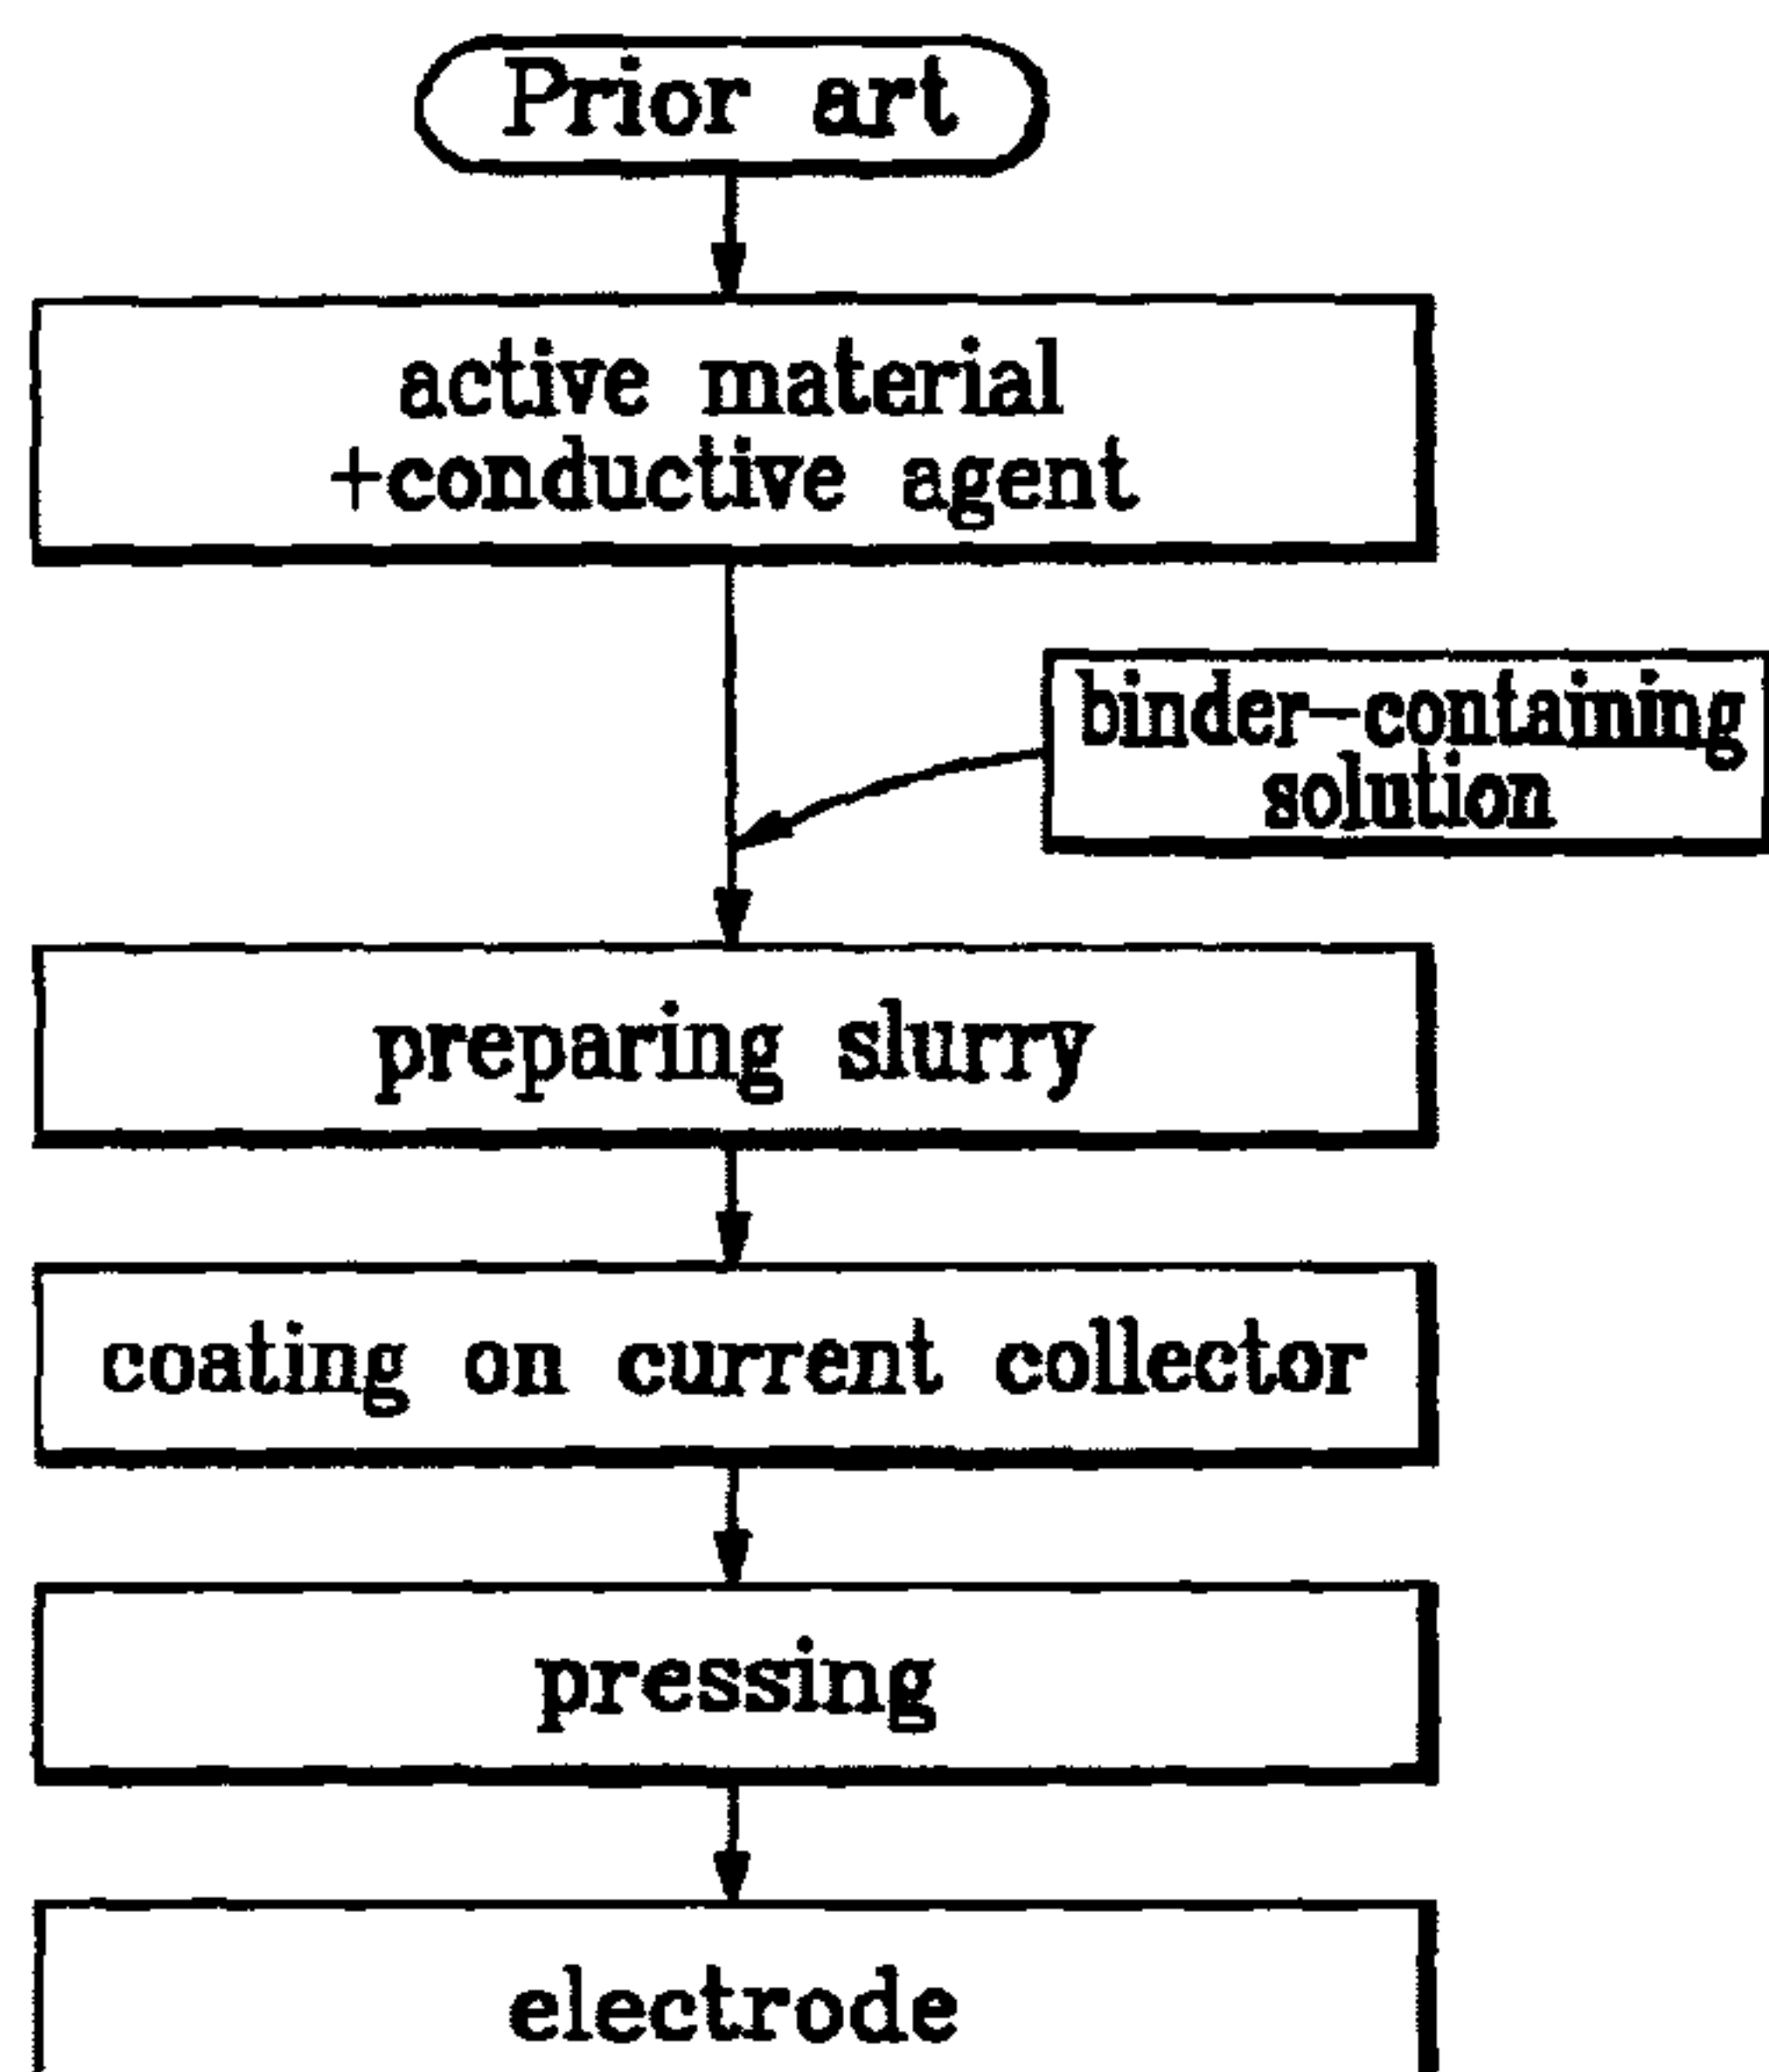 Prior art
active material
+conductive agent
binder-containing
solution
preparing slurry
coating on current collector
pressing
electrode